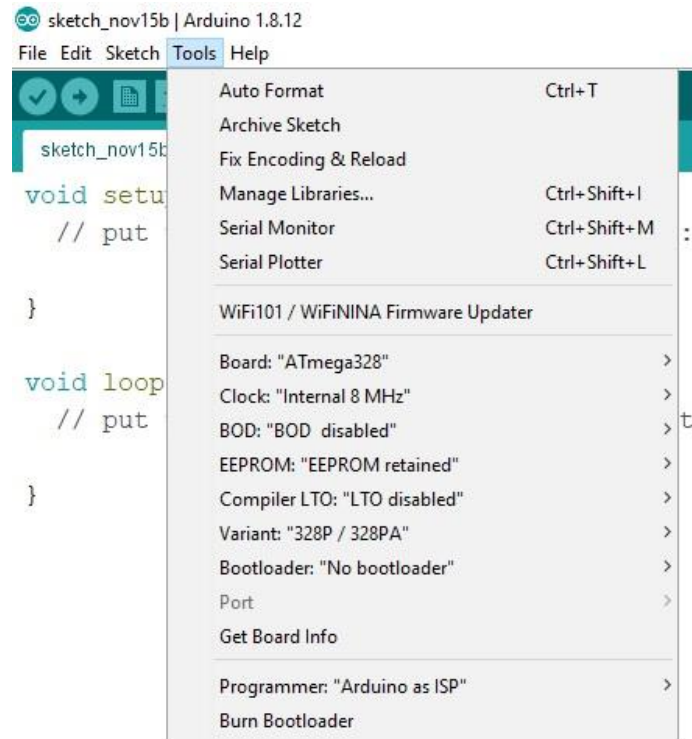 sketch_nov15b | Arduino 1.8.12
File Edit Sketch Tools Help
Auto Format Ctrl+T
Archive Sketch
sketch_nov15b
Fix Encoding & Reload
void setu
Manage Libraries... Ctrl+Shift+I
// put
Serial Monitor Ctrl+Shift+M
:
Serial Plotter Ctrl+Shift+L
}
WiFi101 / WiFiNINA Firmware Updater
Board: "ATmega328"
void loop
Clock: "Internal 8 MHz"
// put
BOD: "BOD disabled"
t
EEPROM: "EEPROM retained"
}
Compiler LTO: "LTO disabled"
Variant: "328P / 328PA"
Bootloader: "No bootloader"
Port
Get Board Info
Programmer: "Arduino as ISP"
Burn Bootloader